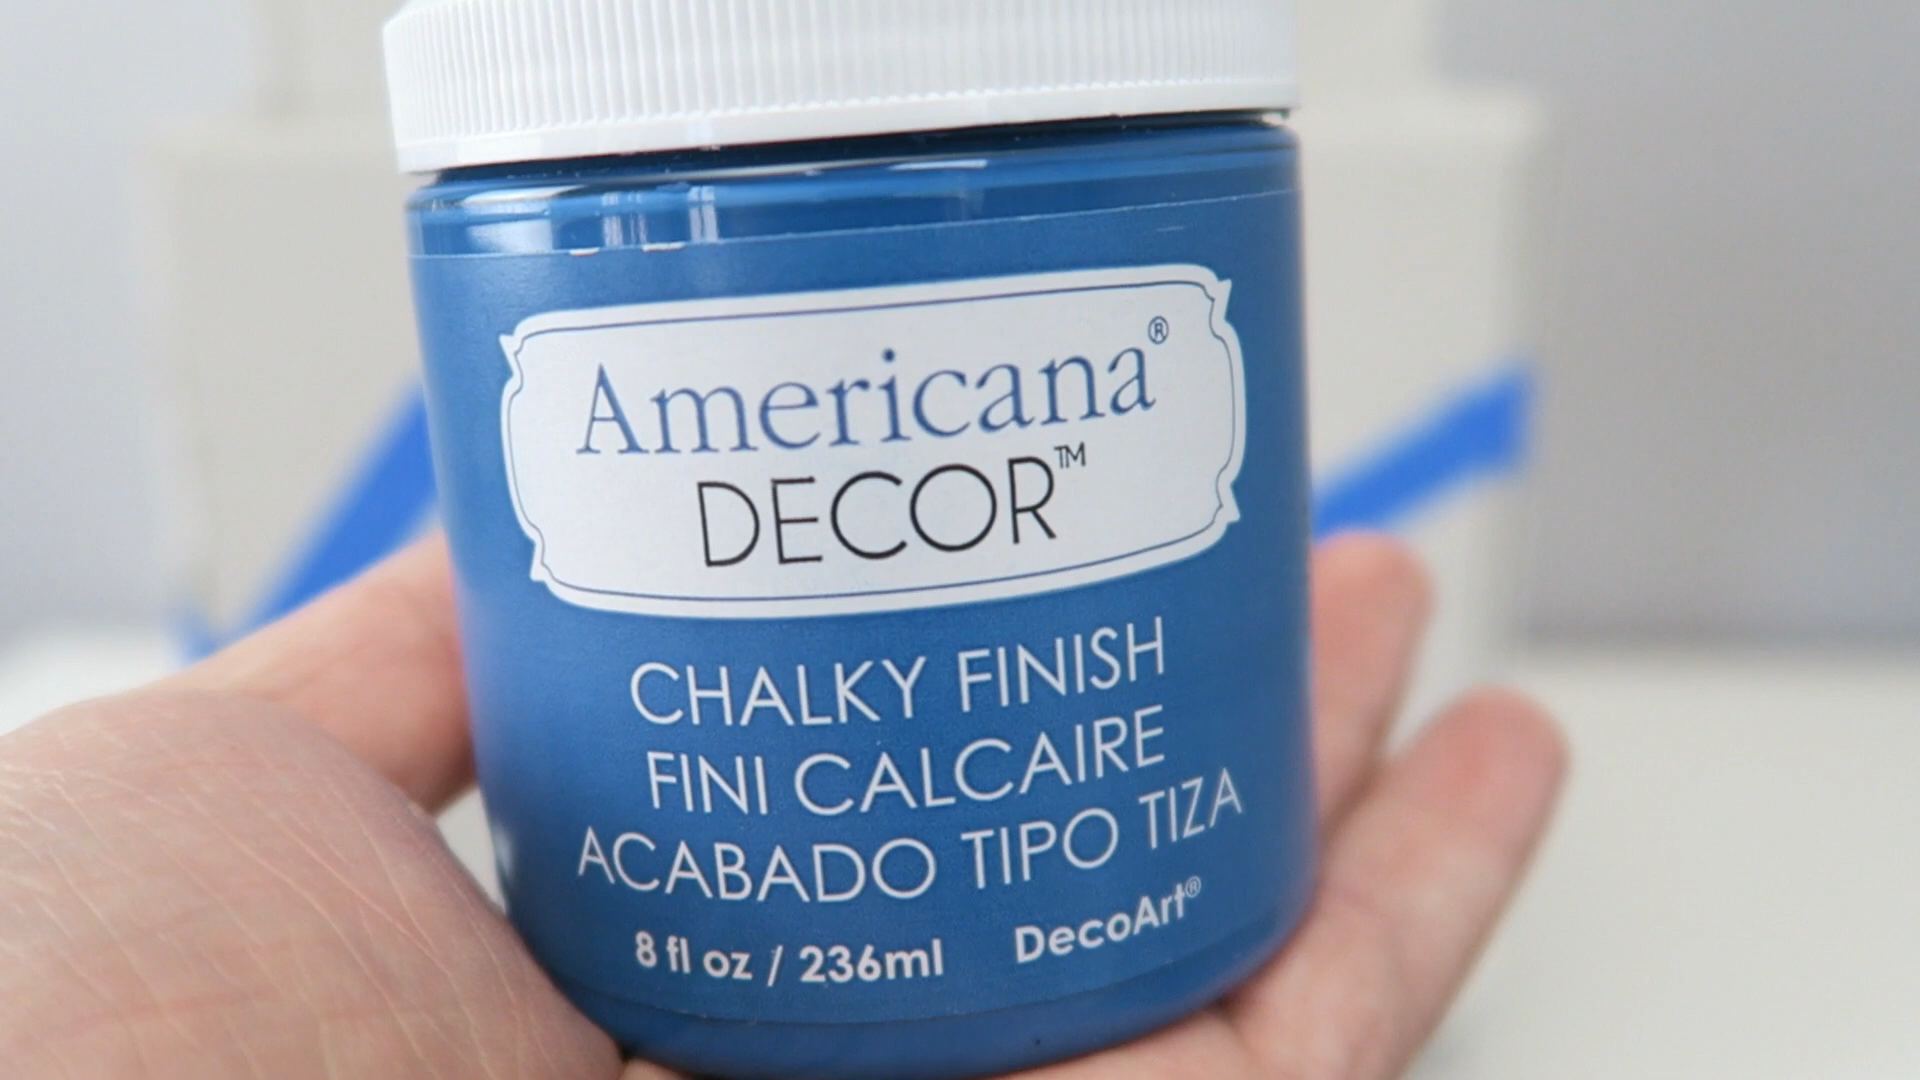 Americana®
DECOR™
CHALKY FINISH
FINI CALCAIRE
ACABADO TIPO TIZA
8 fl oz / 236ml DecoArt®